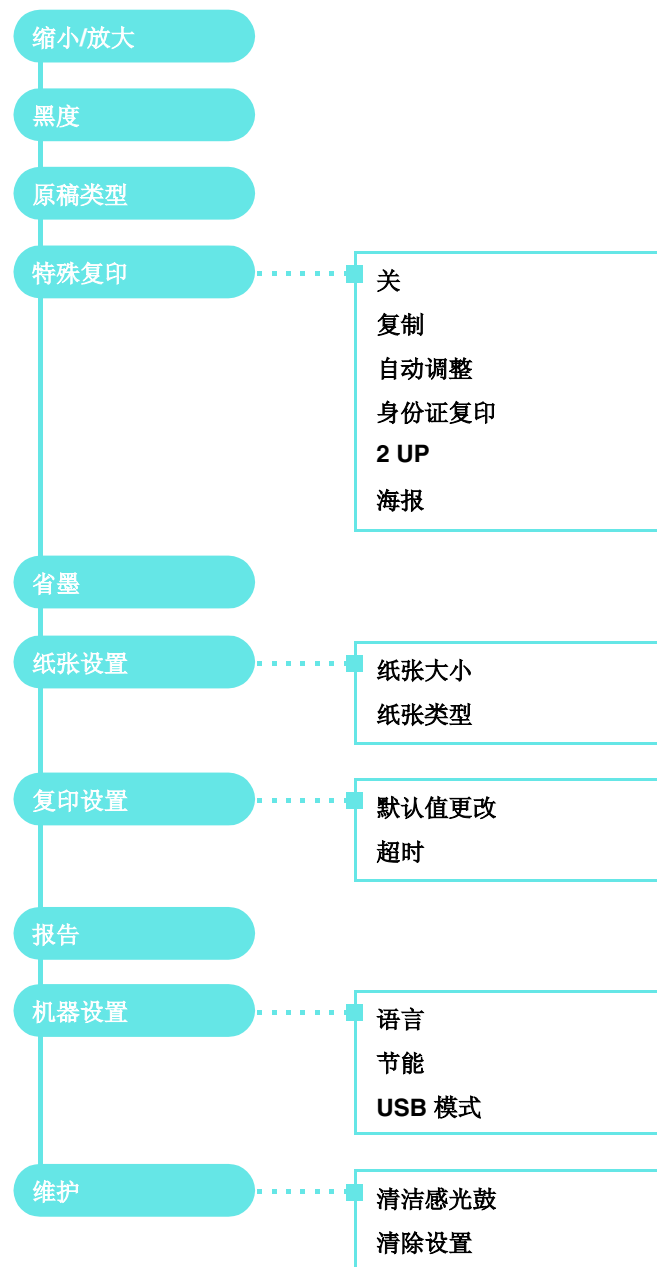 缩小/放大
黑度
原稿类型
特殊复印
关
复制
自动调整
身份证复印
2 UP
海报
省墨
纸张设置
纸张大小
纸张类型
复印设置
默认值更改
超时
报告
机器设置
语言
节能
USB 模式
维护
清洁感光鼓
清除设置